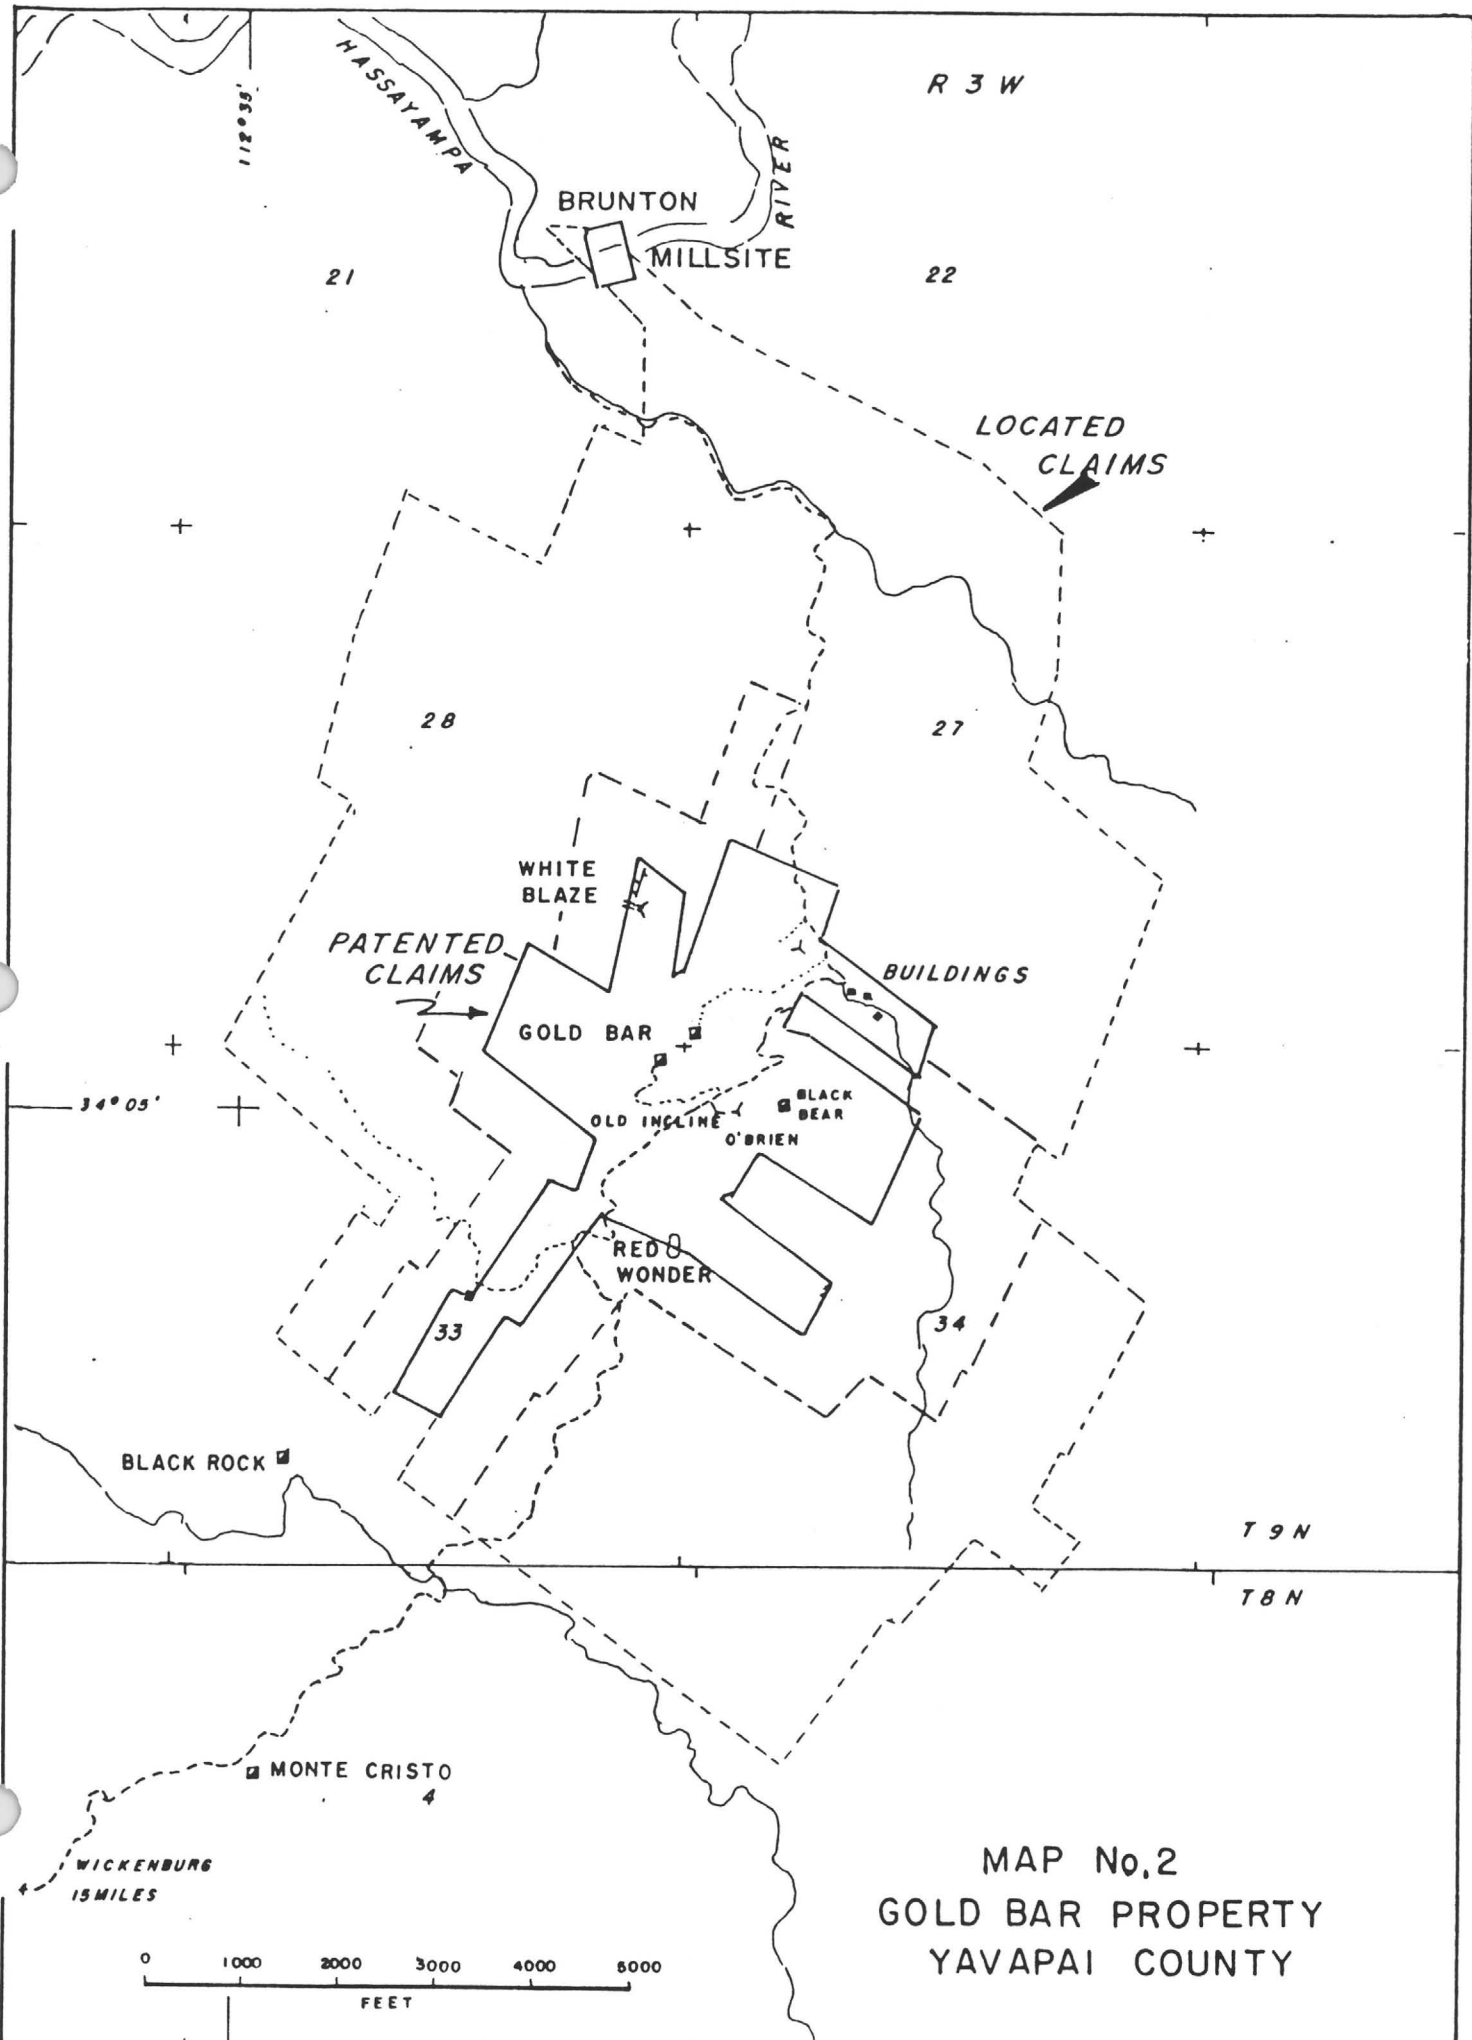 R 3 W
112° 35'
HASSAYAMPA
RIVER
BRUNTON
MILLSITE
21
22
LOCATED
CLAIMS
28
27
WHITE
BLAZE
PATENTED
CLAIMS
BUILDINGS
GOLD BAR
34° 05'
BLACK
BEAR
OLD INCLINE
O'BRIEN
RED
WONDER
33
34
BLACK ROCK
T 9 N
T 8 N
MONTE CRISTO
4
WICKENBURG
15 MILES
MAP No. 2
GOLD BAR PROPERTY
YAVAPAI COUNTY
0 1000 2000 3000 4000 5000
FEET